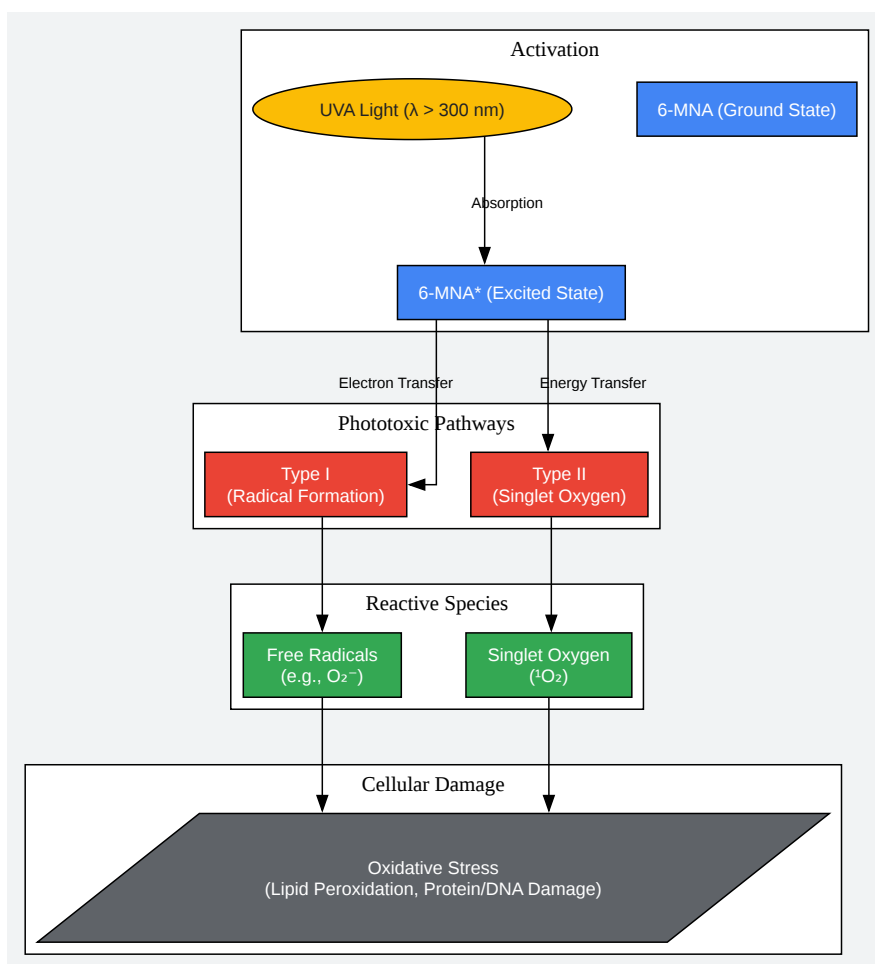 Activation
UVA Light (λ > 300 nm)
6-MNA (Ground State)
Absorption
6-MNA* (Excited State)
Electron Transfer
Energy Transfer
Phototoxic Pathways
Type I
(Radical Formation)
Type II
(Singlet Oxygen)
Reactive Species
Free Radicals
(e.g., O₂⁻)
Singlet Oxygen
(¹O₂)
Cellular Damage
Oxidative Stress
(Lipid Peroxidation, Protein/DNA Damage)